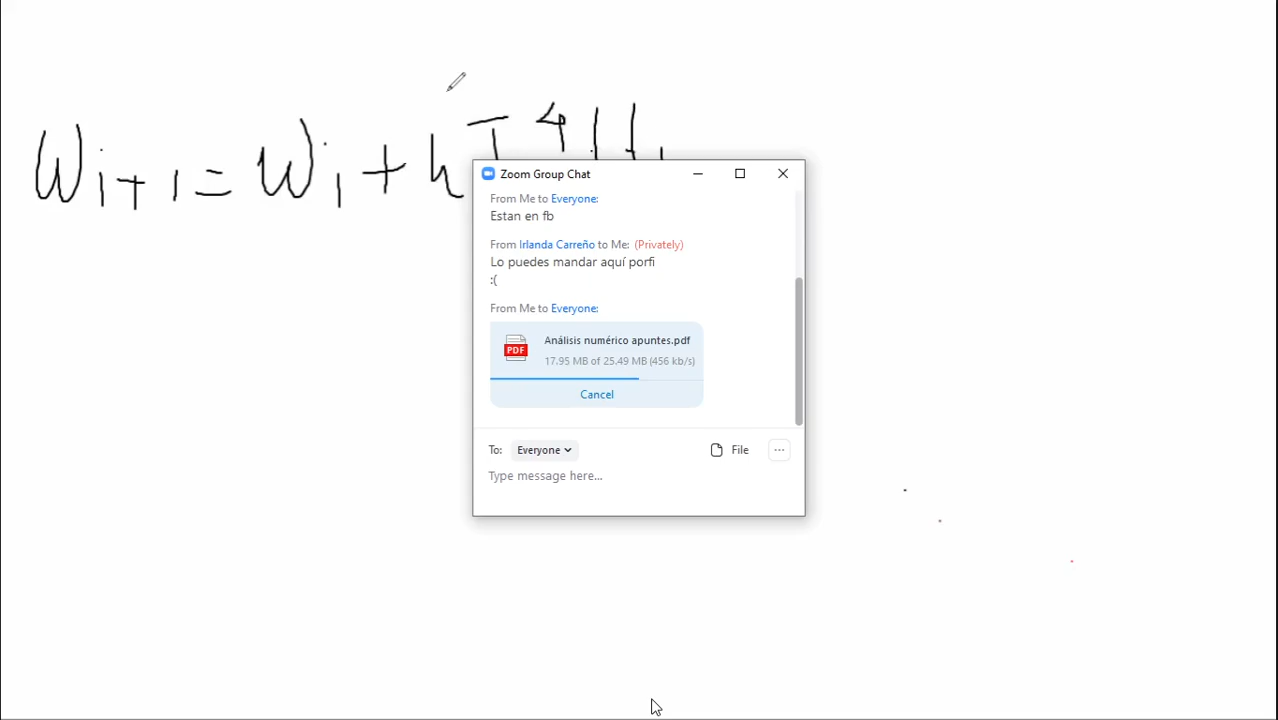 Wi+1 = Wi + h T
Zoom Group Chat
From Me to Everyone:
Estan en fb
From Irlanda Carreño to Me: (Privately)
Lo puedes mandar aquí porfi
:(
From Me to Everyone:
PDF
Análisis numérico apuntes.pdf
17.95 MB of 25.49 MB (456 kb/s)
Cancel
To: Everyone File ...
Type message here...